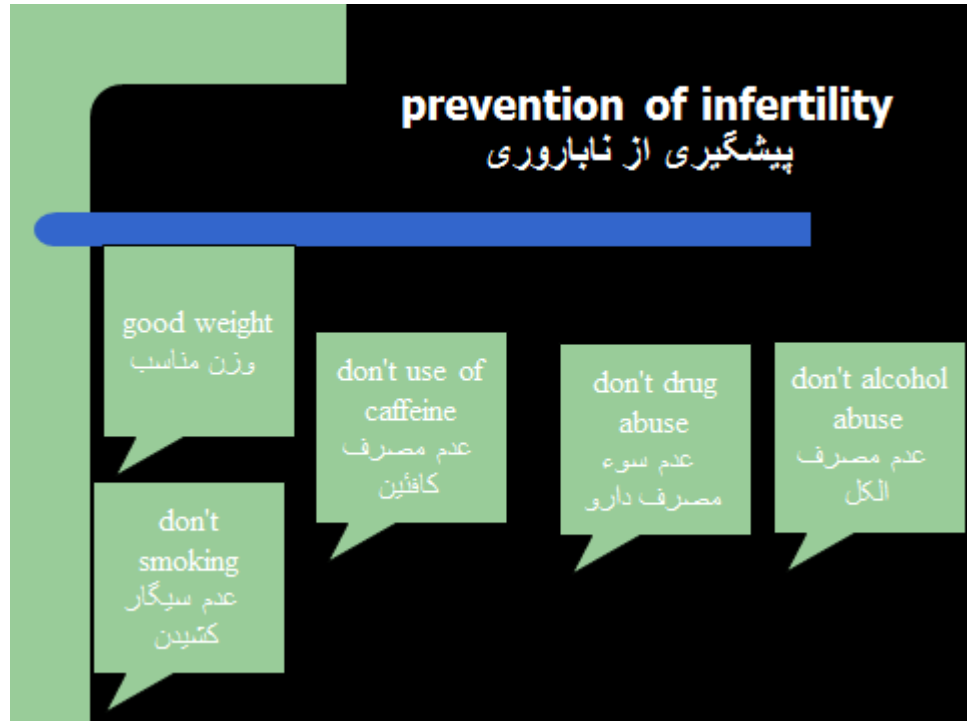 prevention of infertility
پیشگیری از ناباروری
good weight
وزن مناسب
don't use of
caffeine
عدم مصرف
کافئین
don't drug
abuse
عدم سوء
مصرف دارو
don't alcohol
abuse
عدم مصرف
الکل
don't
smoking
عدم سیگار
کشیدن